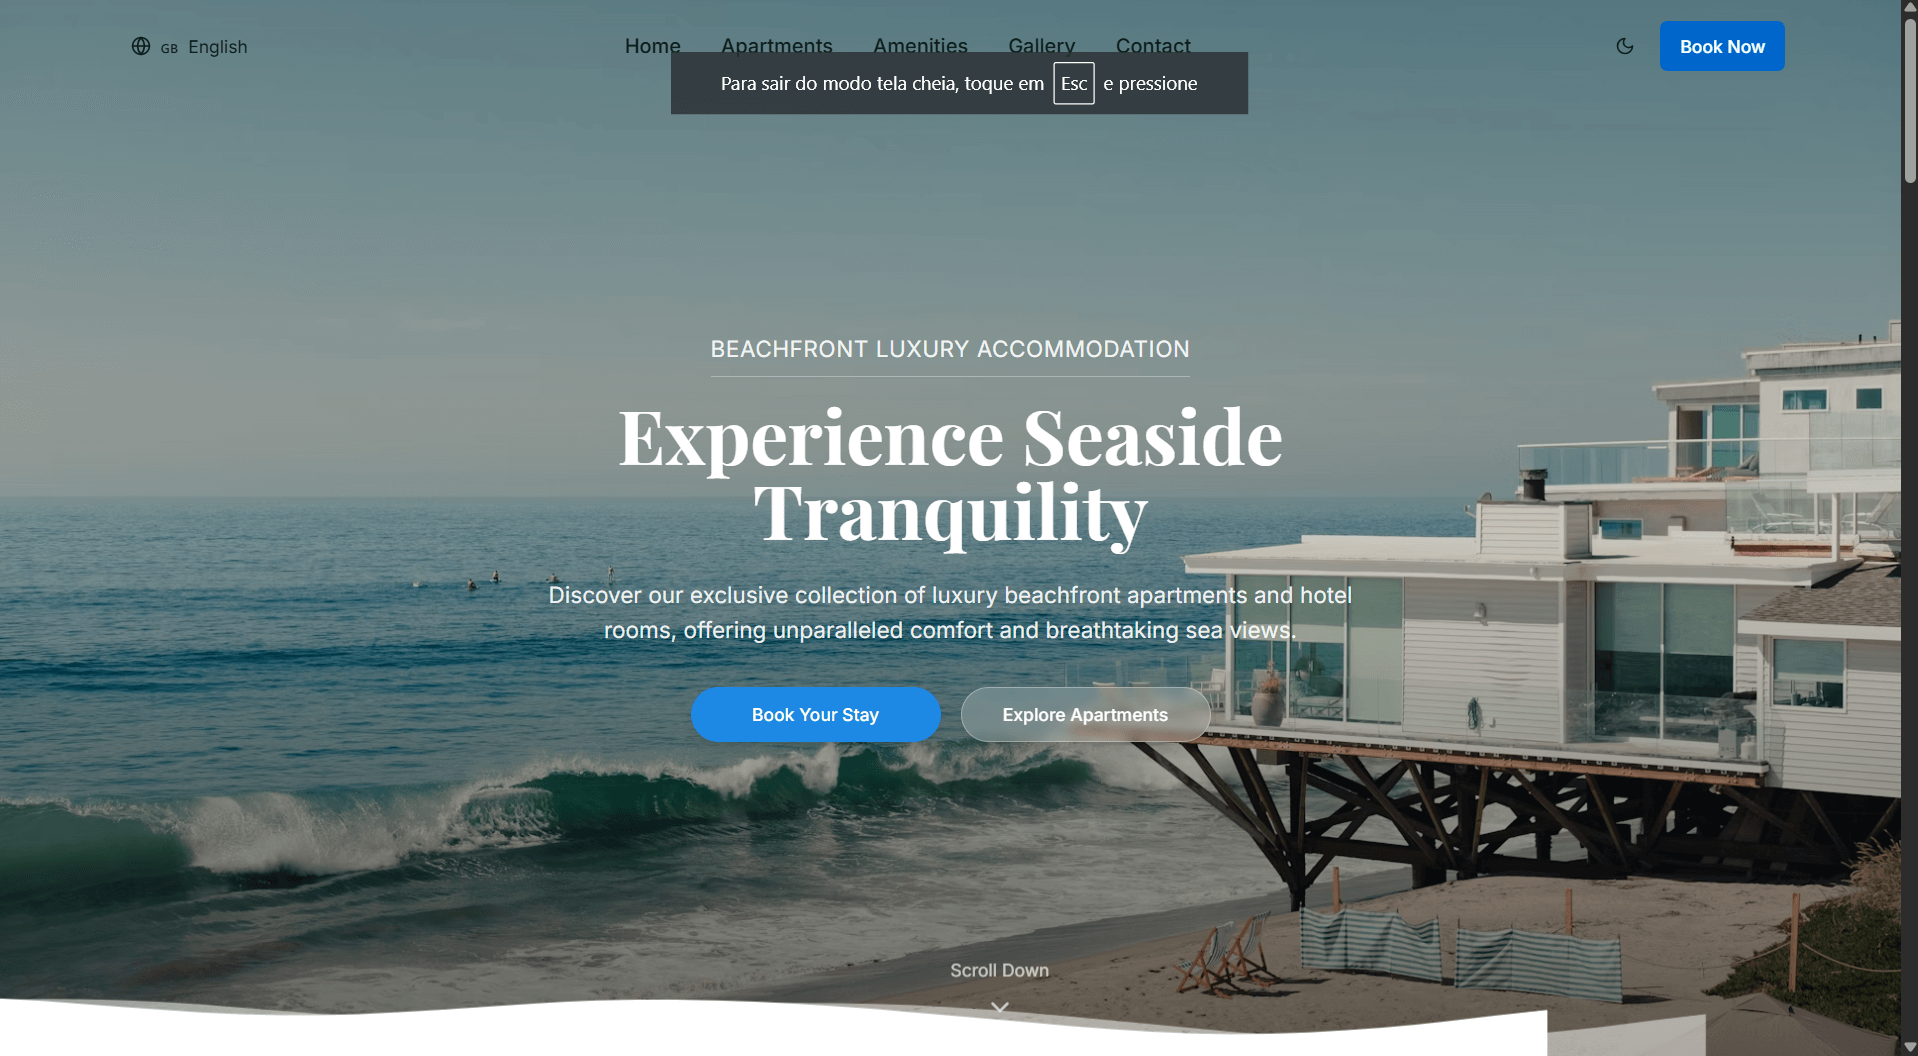 GB English
Home Apartments Amenities Gallery Contact
Book Now
Para sair do modo tela cheia, toque em Esc e pressione
BEACHFRONT LUXURY ACCOMMODATION
Experience Seaside
Tranquility
Discover our exclusive collection of luxury beachfront apartments and hotel
rooms, offering unparalleled comfort and breathtaking sea views.
Book Your Stay
Explore Apartments
Scroll Down